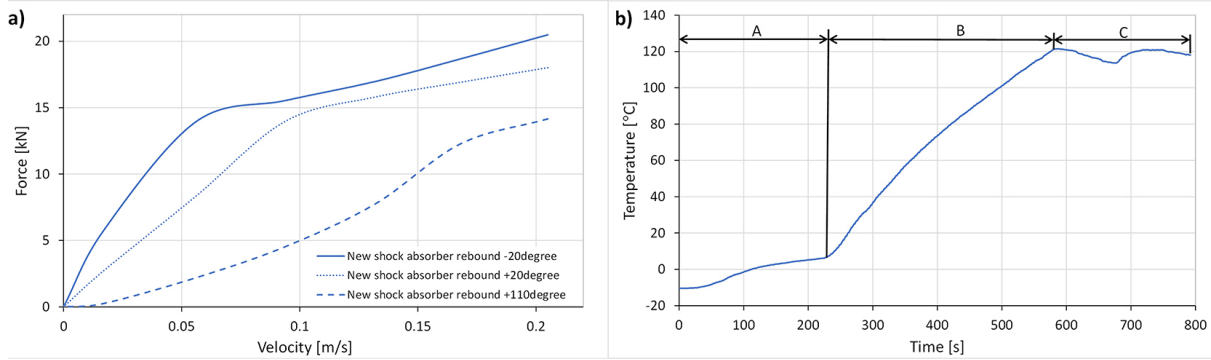 a)
20
15
10
5
0
Force [kN]
0
0.05
0.1
0.15
0.2
Velocity [m/s]
New shock absorber rebound -20degree
New shock absorber rebound +20degree
New shock absorber rebound +110degree
b)
140
120
100
80
60
40
20
0
-20
Temperature [°C]
A
B
C
0
100
200
300
400
500
600
700
800
Time [s]